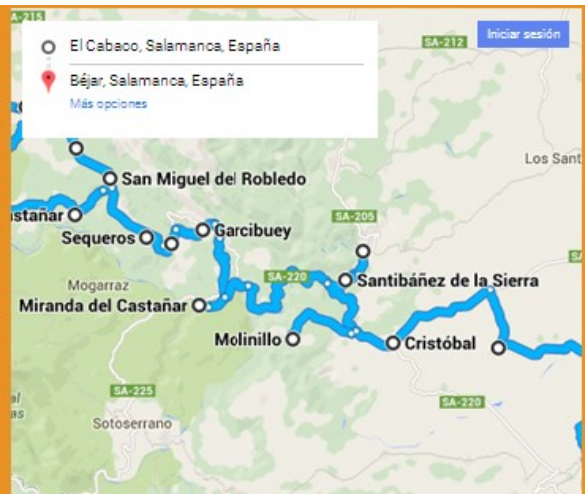 SA-215
El Cabaco, Salamanca, España
Béjar, Salamanca, España
Más opciones
SA-212
Iniciar sesión
Los Sant
San Miguel del Robledo
stañar
Sequeros
Garcibuey
SA-205
SA-220
Santibáñez de la Sierra
Mogarraz
Miranda del Castañar
Molinillo
Cristóbal
SA-225
SA-220
Sotoserrano